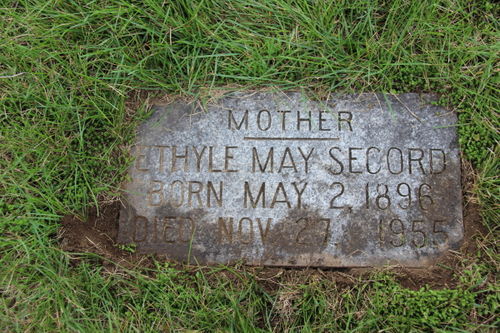 MOTHER
ETHYLE MAY SECORD
BORN MAY 2, 1896
DIED NOV. 27, 1955